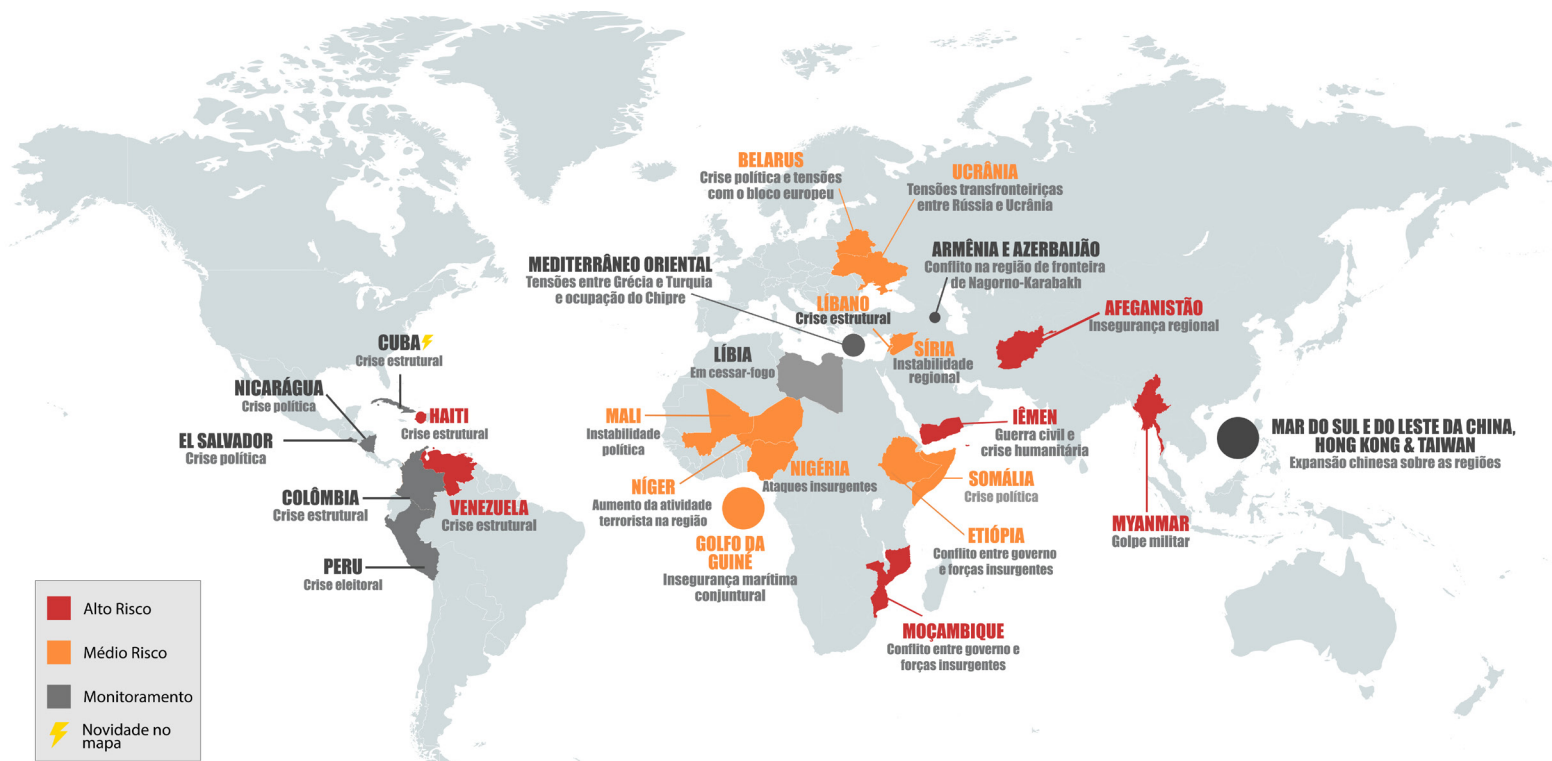 BELARUS
Crise política e tensões
com o bloco europeu
UCRÂNIA
Tensões transfronteiriças
entre Rússia e Ucrânia
MEDITERRÂNEO ORIENTAL
Tensões entre Grécia e Turquia
e ocupação do Chipre
ARMÊNIA E AZERBAIJÃO
Conflito na região de fronteira
de Nagorno-Karabakh
LÍBANO
Crise estrutural
AFEGANISTÃO
Insegurança regional
CUBA
Crise estrutural
LÍBIA
Em cessar-fogo
SÍRIA
Instabilidade
regional
NICARÁGUA
Crise política
HAITI
Crise estrutural
MALI
Instabilidade
política
IÊMEN
Guerra civil e
crise humanitária
MAR DO SUL E DO LESTE DA CHINA,
HONG KONG & TAIWAN
Expansão chinesa sobre as regiões
EL SALVADOR
Crise política
NIGÉRIA
Ataques insurgentes
SOMÁLIA
Crise política
COLÔMBIA
Crise estrutural
VENEZUELA
Crise estrutural
NÍGER
Aumento da atividade
terrorista na região
MYANMAR
Golpe militar
GOLFO DA
GUINÉ
Insegurança marítima
conjuntural
ETIÓPIA
Conflito entre governo
e forças insurgentes
PERU
Crise eleitoral
MOÇAMBIQUE
Conflito entre governo e
forças insurgentes
Alto Risco
Médio Risco
Monitoramento
Novidade no
mapa